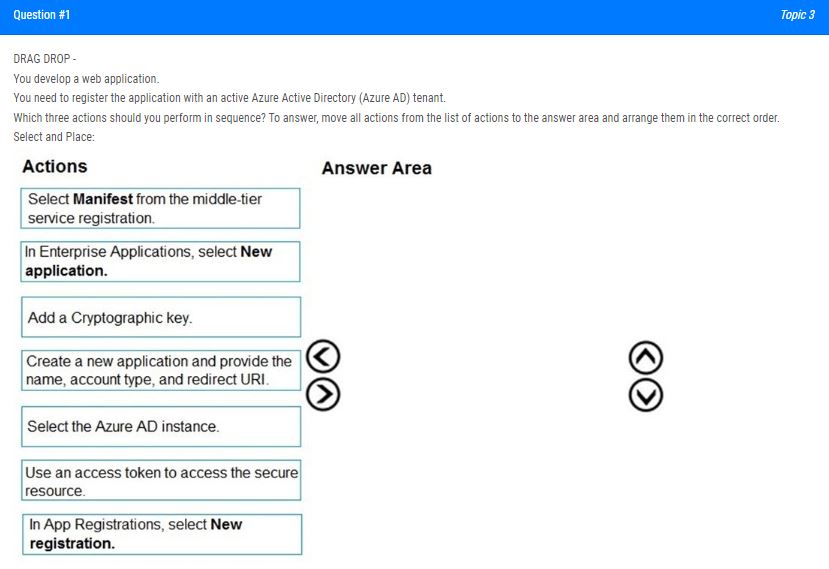 Question #1
Topic 3
DRAG DROP -
You develop a web application.
You need to register the application with an active Azure Active Directory (Azure AD) tenant.
Which three actions should you perform in sequence? To answer, move all actions from the list of actions to the answer area and arrange them in the correct order.
Select and Place:
Actions
Answer Area
Select Manifest from the middle-tier
service registration.
In Enterprise Applications, select New
application.
Add a Cryptographic key.
Create a new application and provide the
name, account type, and redirect URI.
Select the Azure AD instance.
Use an access token to access the secure
resource.
In App Registrations, select New
registration.